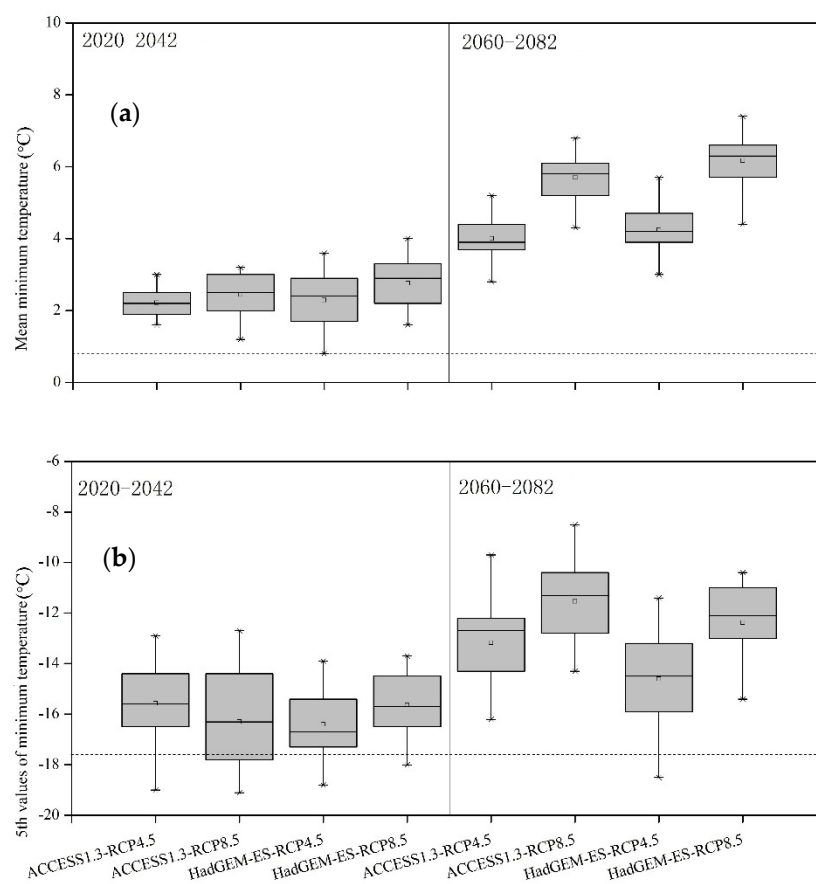 10
2020 2042
2060-2082
8
(a)
6
4
2
0
Mean minimum temperature (°C)
-6
2020-2042
2060-2082
-8
(b)
-10
-12
-14
-16
-18
-20
5th values of minimum temperature (°C)
ACCESS1.3-RCP4.5
ACCESS1.3-RCP8.5
HadGEM-ES-RCP4.5
HadGEM-ES-RCP8.5
ACCESS1.3-RCP4.5
ACCESS1.3-RCP8.5
HadGEM-ES-RCP4.5
HadGEM-ES-RCP8.5